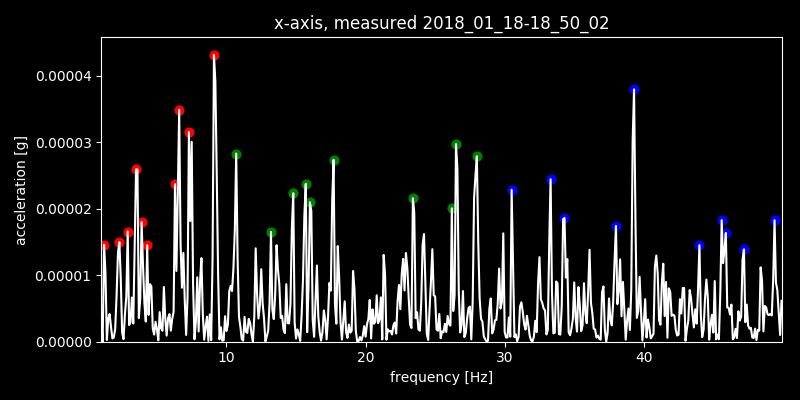 x-axis, measured 2018_01_18-18_50_02
0.00004
0.00003
0.00002
0.00001
0.00000
acceleration [g]
10 20 30 40
frequency [Hz]